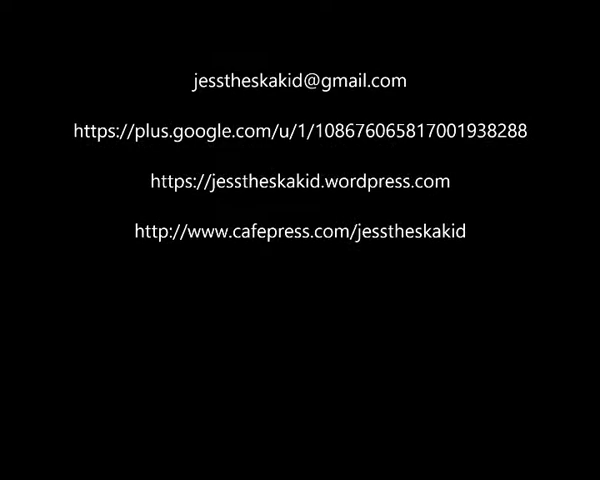 jesstheskakid@gmail.com
https://plus.google.com/u/1/108676065817001938288
https://jesstheskakid.wordpress.com
http://www.cafepress.com/jesstheskakid